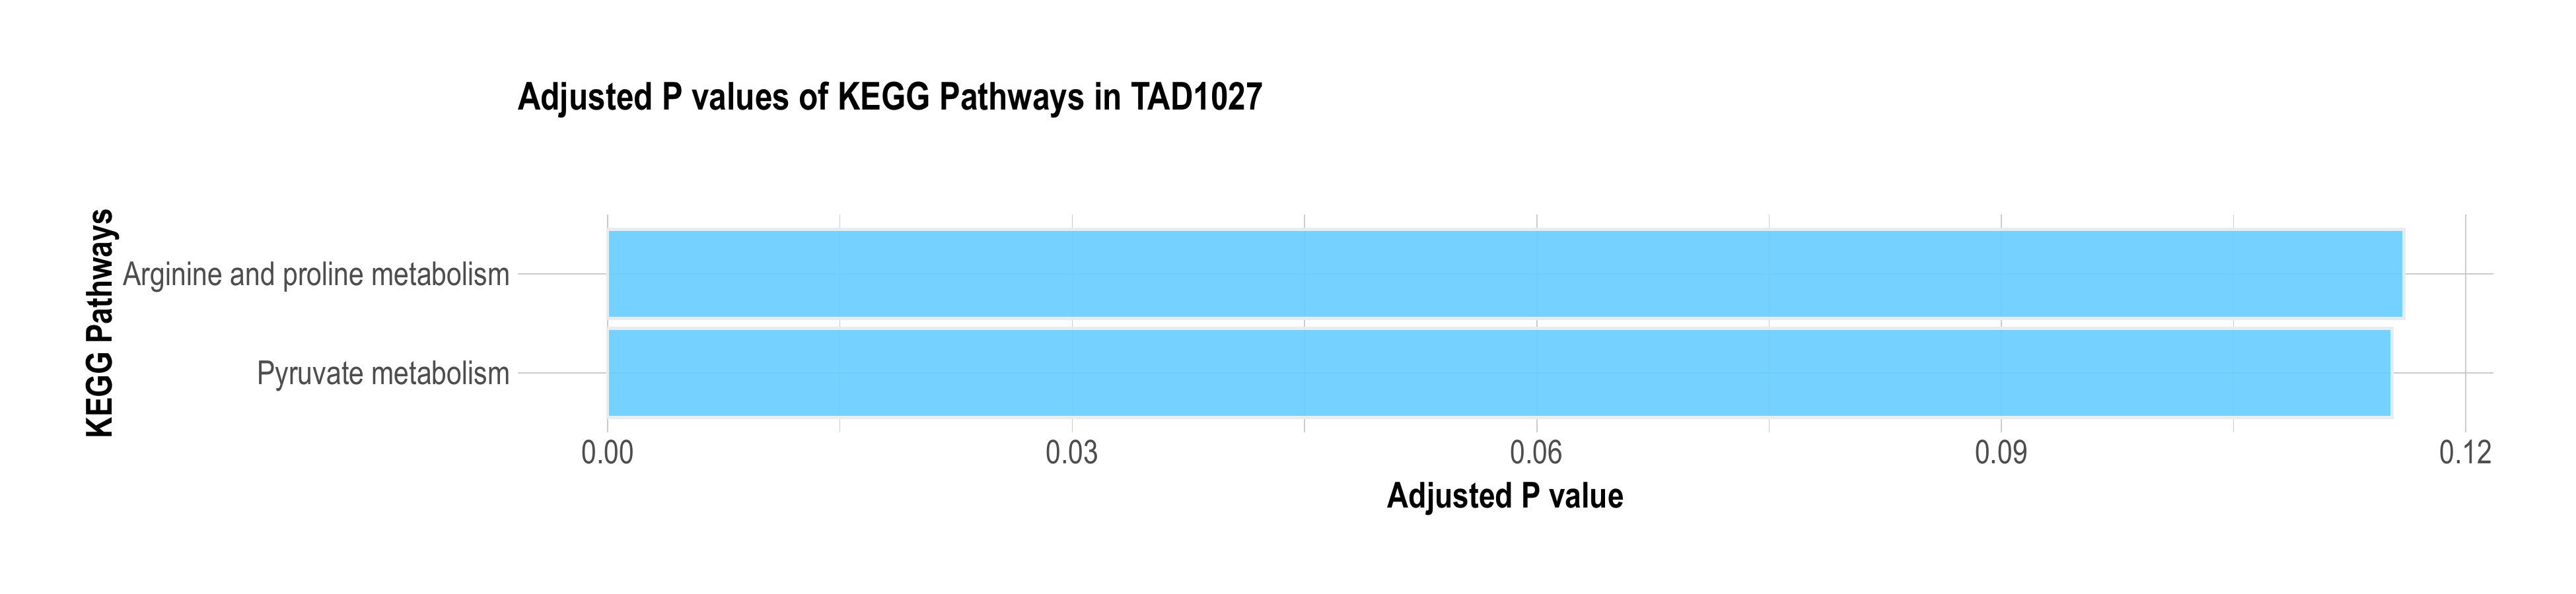 Adjusted P values of KEGG Pathways in TAD1027
KEGG Pathways
Arginine and proline metabolism
Pyruvate metabolism
0.00 0.03 0.06 0.09 0.12
Adjusted P value